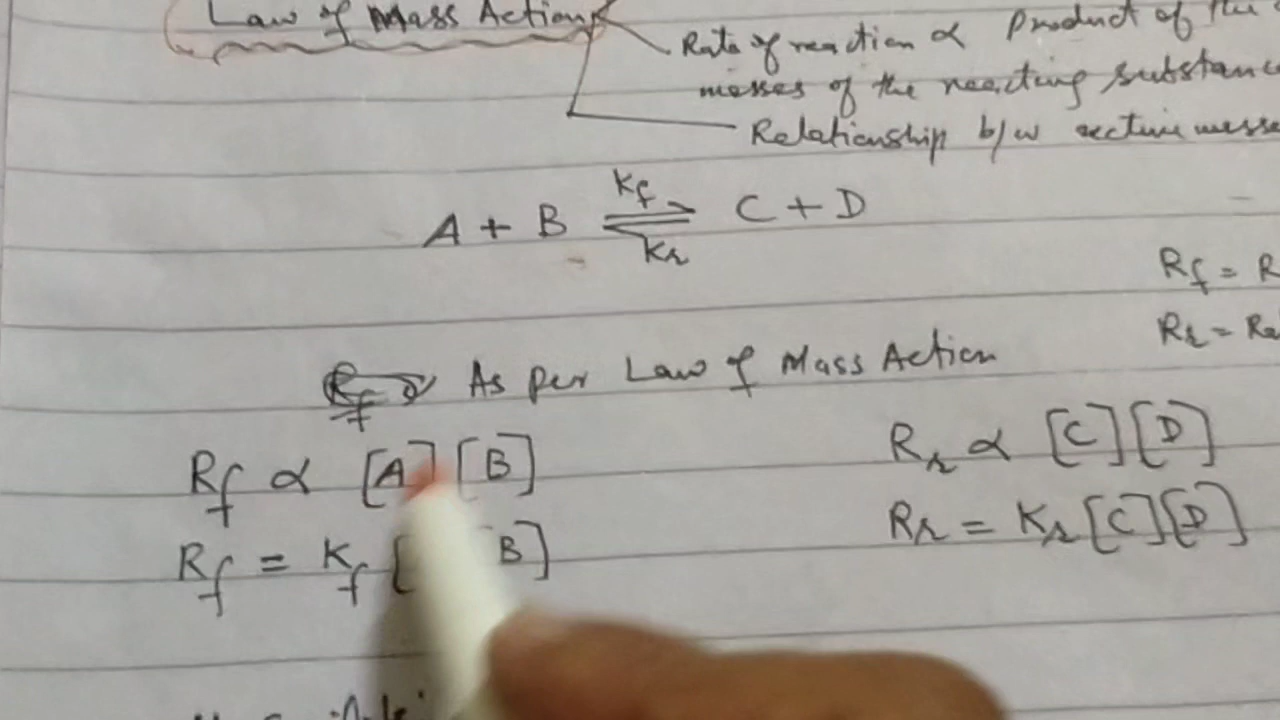 Law of Mass Action
Rate of reaction ∝ Product of the
masses of the reacting substanc
Relationship b/w active masse
A + B ⇌ C + D
Kf
Kr
Rf = R
Rr = Re
As per Law of Mass Action
Rf ∝ [A][B]
Rr ∝ [C][D]
Rf = Kf [ B]
Rr = Kr [C][D]